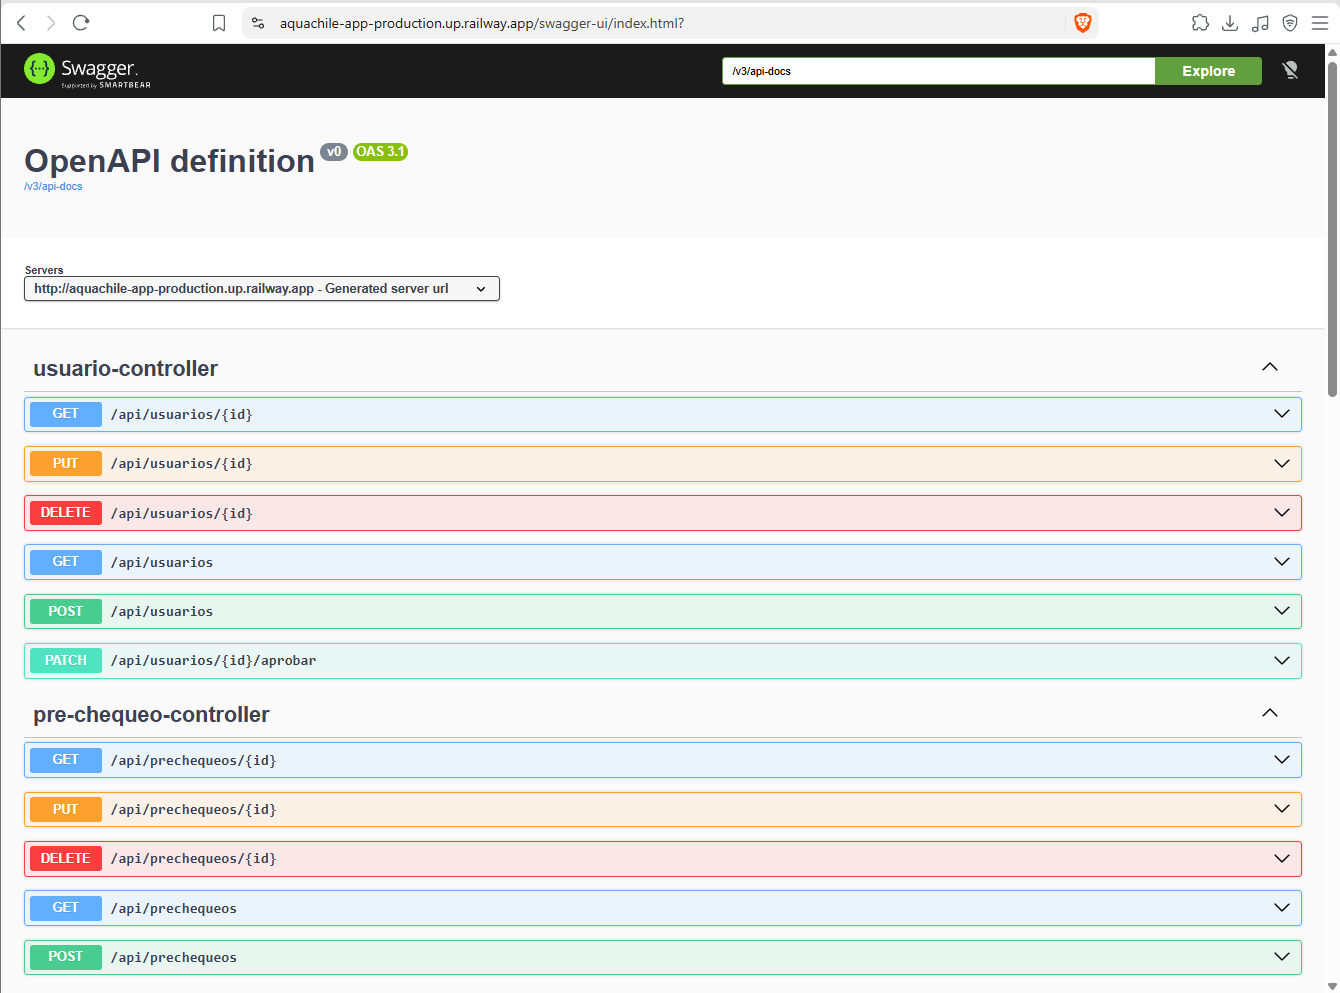 aquachile-app-production.up.railway.app/swagger-ui/index.html?
Swagger.
Supported by SMARTBEAR
/v3/api-docs
Explore
OpenAPI definition v0 OAS 3.1
/v3/api-docs
Servers
http://aquachile-app-production.up.railway.app - Generated server url
usuario-controller
GET /api/usuarios/{id}
PUT /api/usuarios/{id}
DELETE /api/usuarios/{id}
GET /api/usuarios
POST /api/usuarios
PATCH /api/usuarios/{id}/aprobar
pre-chequeo-controller
GET /api/prechequeos/{id}
PUT /api/prechequeos/{id}
DELETE /api/prechequeos/{id}
GET /api/prechequeos
POST /api/prechequeos